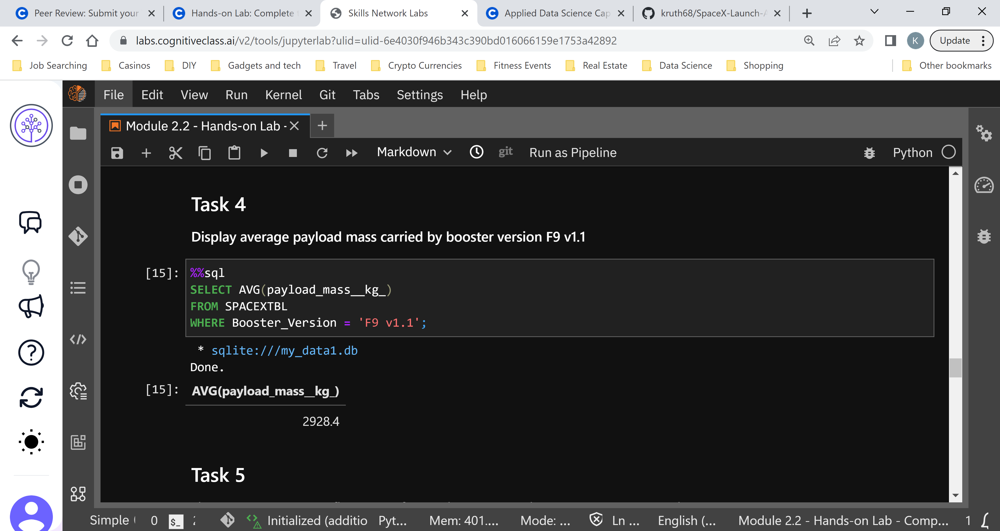 Peer Review: Submit your
Hands-on Lab: Complete t
Skills Network Labs
Applied Data Science Cap
kruth68/SpaceX-Launch-A
labs.cognitiveclass.ai/v2/tools/jupyterlab?ulid=ulid-6e4030f946b343c390bd016066159e1753a42892
K
Update
Job Searching
Casinos
DIY
Gadgets and tech
Travel
Crypto Currencies
Fitness Events
Real Estate
Data Science
Shopping
Other bookmarks
File Edit View Run Kernel Git Tabs Settings Help
Module 2.2 - Hands-on Lab -
Markdown
git
Run as Pipeline
Python
Task 4
Display average payload mass carried by booster version F9 v1.1
[15]: %%sql
SELECT AVG(payload_mass__kg_)
FROM SPACEXTBL
WHERE Booster_Version = 'F9 v1.1';
* sqlite:///my_data1.db
Done.
[15]: AVG(payload_mass__kg_)
2928.4
Task 5
Simple 0 $_ Initialized (additio Pyt... Mem: 401.... Mode: ... Ln ... English (... Module 2.2 - Hands-on Lab - Comp... 1